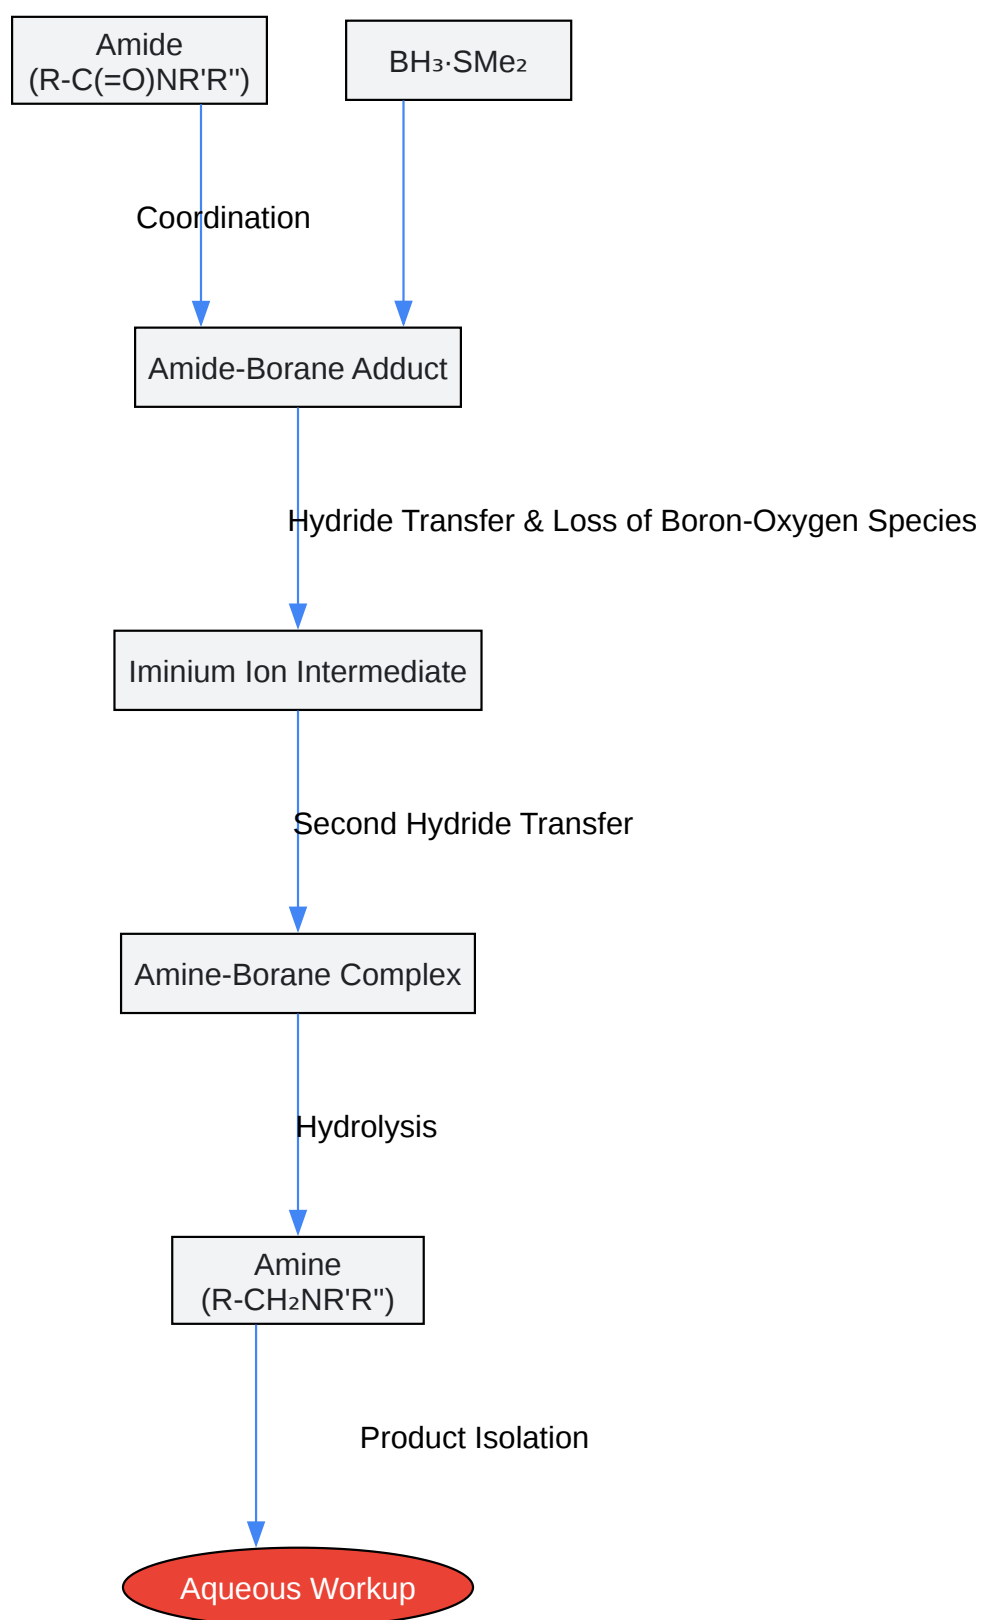 Amide
(R-C(=O)NR'R'')
BH₃·SMe₂
Coordination
Amide-Borane Adduct
Hydride Transfer & Loss of Boron-Oxygen Species
Iminium Ion Intermediate
Second Hydride Transfer
Amine-Borane Complex
Hydrolysis
Amine
(R-CH₂NR'R'')
Product Isolation
Aqueous Workup